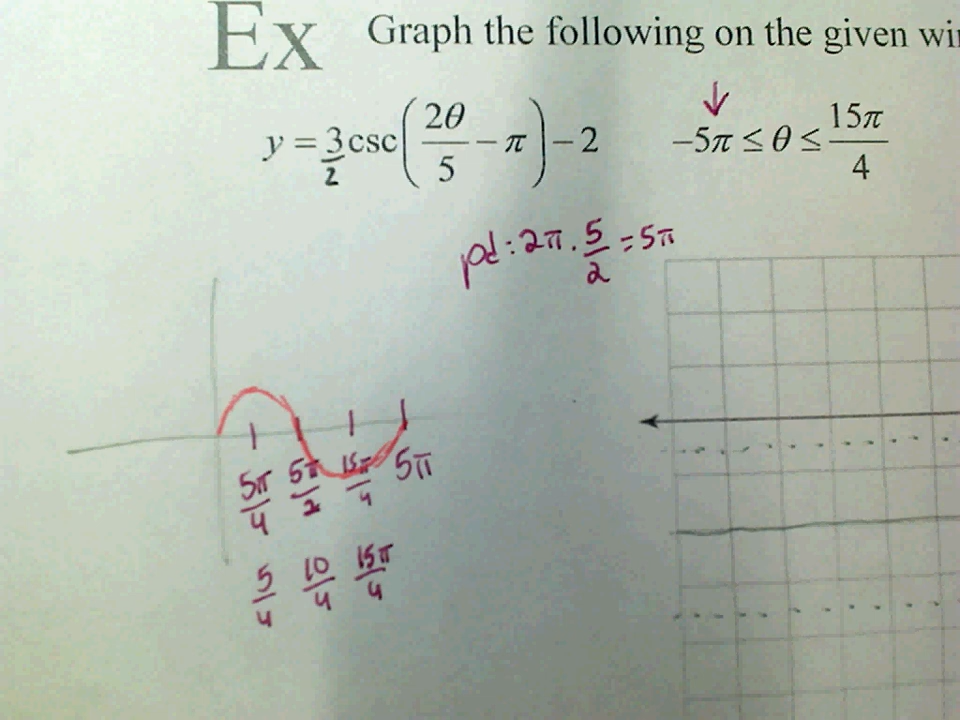 Ex Graph the following on the given wi
y = 3/2 csc(2θ/5 − π) − 2 −5π ≤ θ ≤ 15π/4
pd: 2π · 5/2 = 5π
5π/4 5π/2 15π/4 5π
5/4 10/4 15π/4